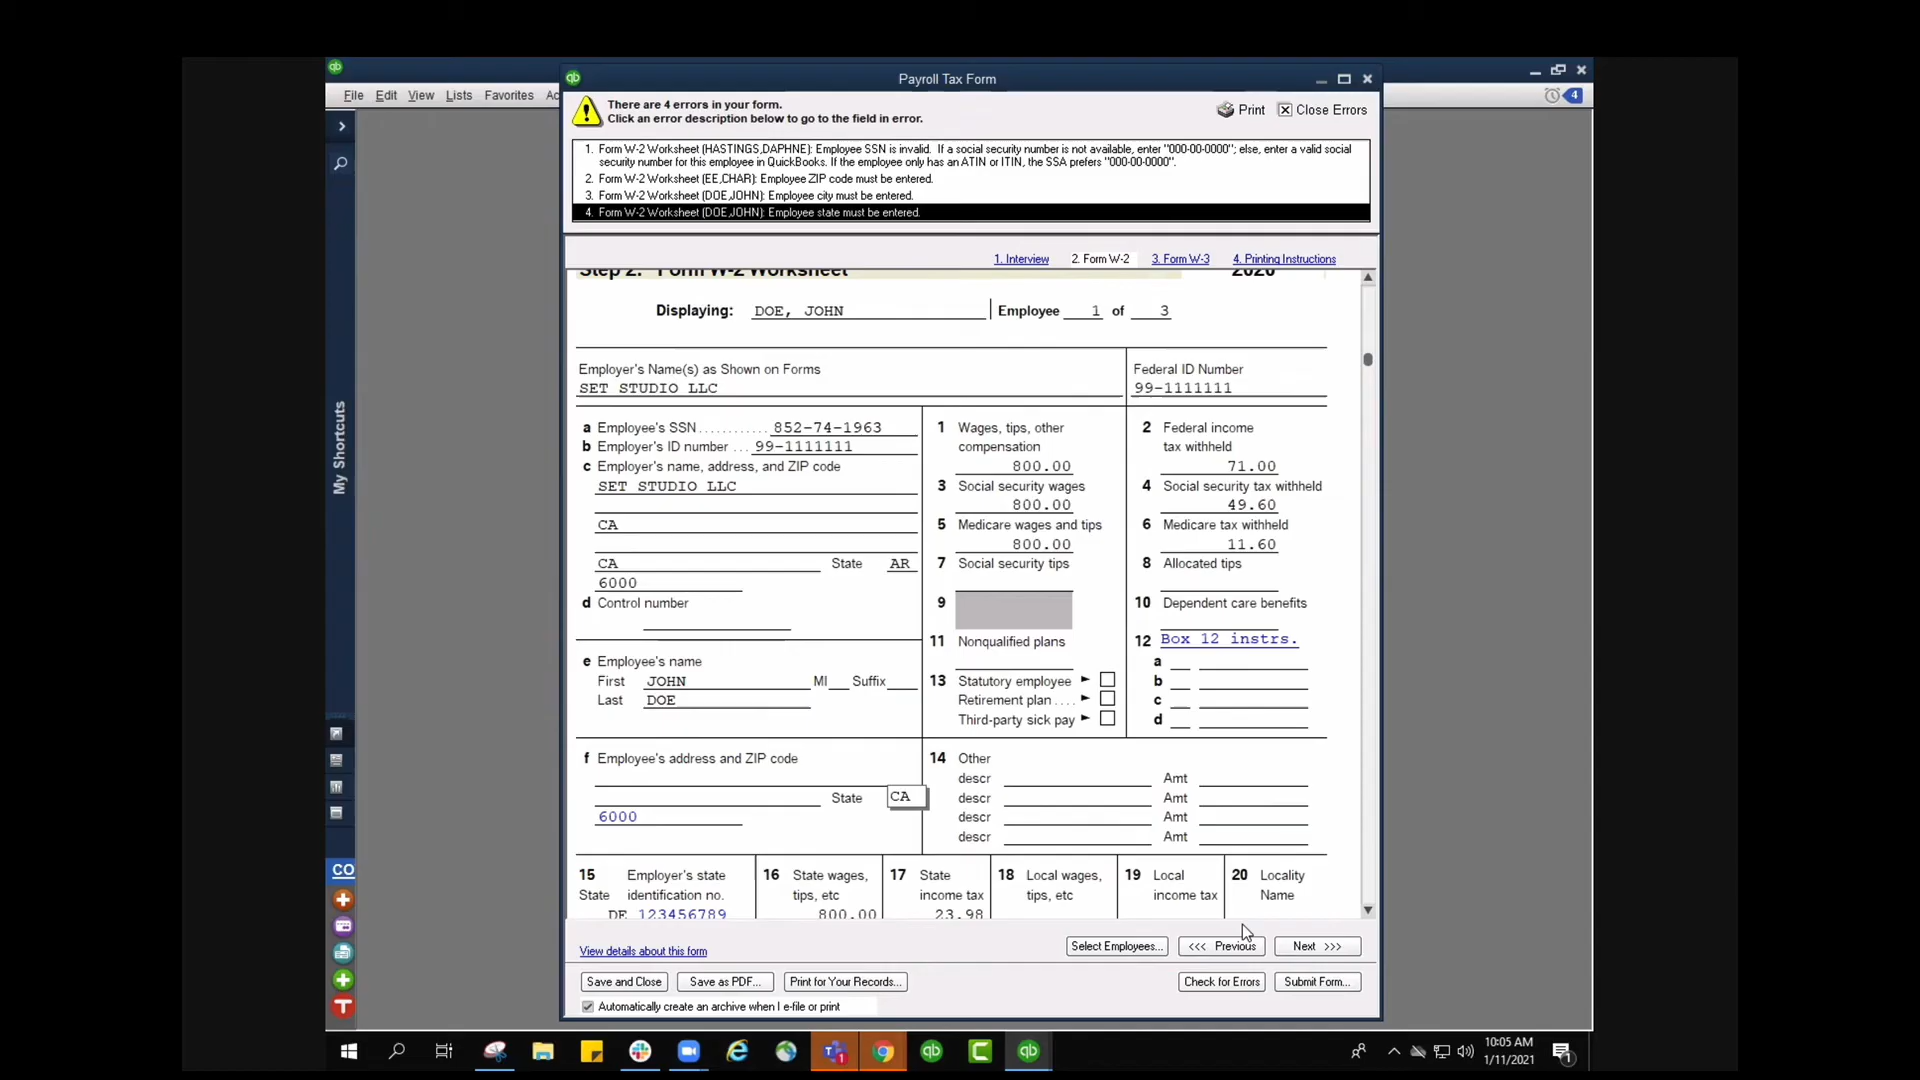 Payroll Tax Form
File Edit View Lists Favorites Ac
4
There are 4 errors in your form.
Click an error description below to go to the field in error.
Print Close Errors
1. Form W-2 Worksheet (HASTINGS,DAPHNE): Employee SSN is invalid. If a social security number is not available, enter "000-00-0000"; else, enter a valid social
security number for this employee in QuickBooks. If the employee only has an ATIN or ITIN, the SSA prefers "000-00-0000".
2. Form W-2 Worksheet (EE,CHAR): Employee ZIP code must be entered.
3. Form W-2 Worksheet (DOE,JOHN): Employee city must be entered.
4. Form W-2 Worksheet (DOE,JOHN): Employee state must be entered.
1. Interview 2. Form W-2 3. Form W-3 4. Printing Instructions
Step 2: Form W-2 Worksheet 2020
Displaying: DOE, JOHN Employee 1 of 3
Employer's Name(s) as Shown on Forms Federal ID Number
SET STUDIO LLC 99-1111111
a Employee's SSN ............ 852-74-1963 1 Wages, tips, other 2 Federal income
b Employer's ID number ... 99-1111111 compensation tax withheld
c Employer's name, address, and ZIP code 800.00 71.00
SET STUDIO LLC 3 Social security wages 4 Social security tax withheld
800.00 49.60
CA 5 Medicare wages and tips 6 Medicare tax withheld
800.00 11.60
CA State AR 7 Social security tips 8 Allocated tips
6000
d Control number 9 10 Dependent care benefits
11 Nonqualified plans 12 Box 12 instrs.
e Employee's name a
First JOHN MI Suffix 13 Statutory employee b
Last DOE Retirement plan .... c
Third-party sick pay d
f Employee's address and ZIP code 14 Other
descr Amt
State CA descr Amt
6000 descr Amt
descr Amt
15 Employer's state 16 State wages, 17 State 18 Local wages, 19 Local 20 Locality
State identification no. tips, etc income tax tips, etc income tax Name
DE 123456789 800.00 23.98
View details about this form Select Employees... <<< Previous Next >>>
Save and Close Save as PDF... Print for Your Records... Check for Errors Submit Form...
Automatically create an archive when I e-file or print
My Shortcuts
CO
qb
T
1
10:05 AM
1/11/2021
1